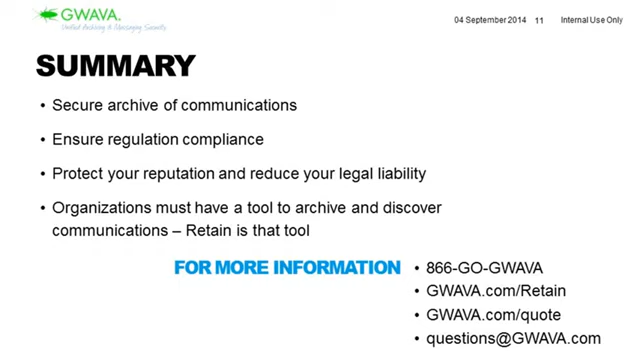 GWAVA.
Unified Archiving & Messaging Security
04 September 2014 11 Internal Use Only
SUMMARY
• Secure archive of communications
• Ensure regulation compliance
• Protect your reputation and reduce your legal liability
• Organizations must have a tool to archive and discover
communications – Retain is that tool
FOR MORE INFORMATION
• 866-GO-GWAVA
• GWAVA.com/Retain
• GWAVA.com/quote
• questions@GWAVA.com